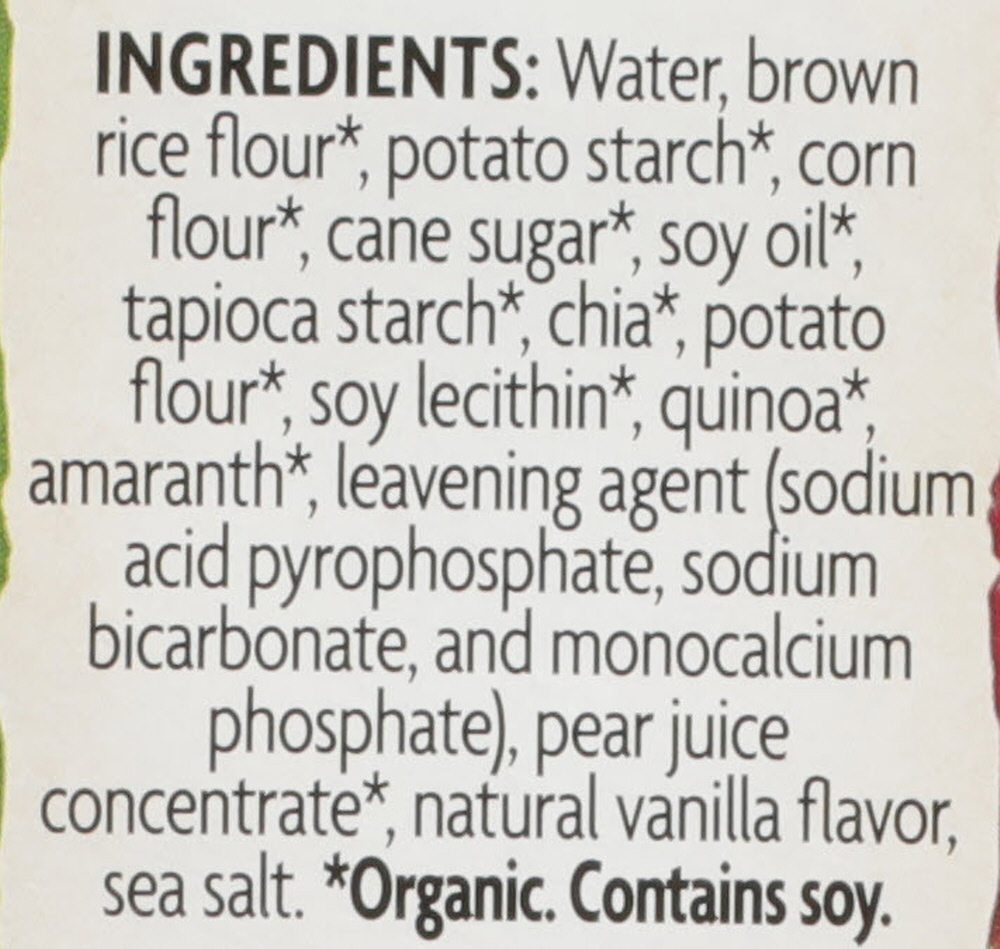 INGREDIENTS: Water, brown
rice flour*, potato starch*, corn
flour*, cane sugar*, soy oil*,
tapioca starch*, chia*, potato
flour*, soy lecithin*, quinoa*,
amaranth*, leavening agent (sodium
acid pyrophosphate, sodium
bicarbonate, and monocalcium
phosphate), pear juice
concentrate*, natural vanilla flavor,
sea salt. *Organic. Contains soy.